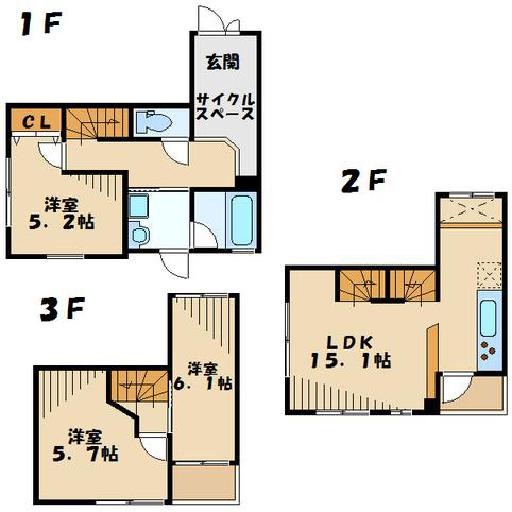 1F
玄関
サイクル
スペース
CL
洋室
5.2帖
2F
LDK
15.1帖
3F
洋室
6.1帖
洋室
5.7帖